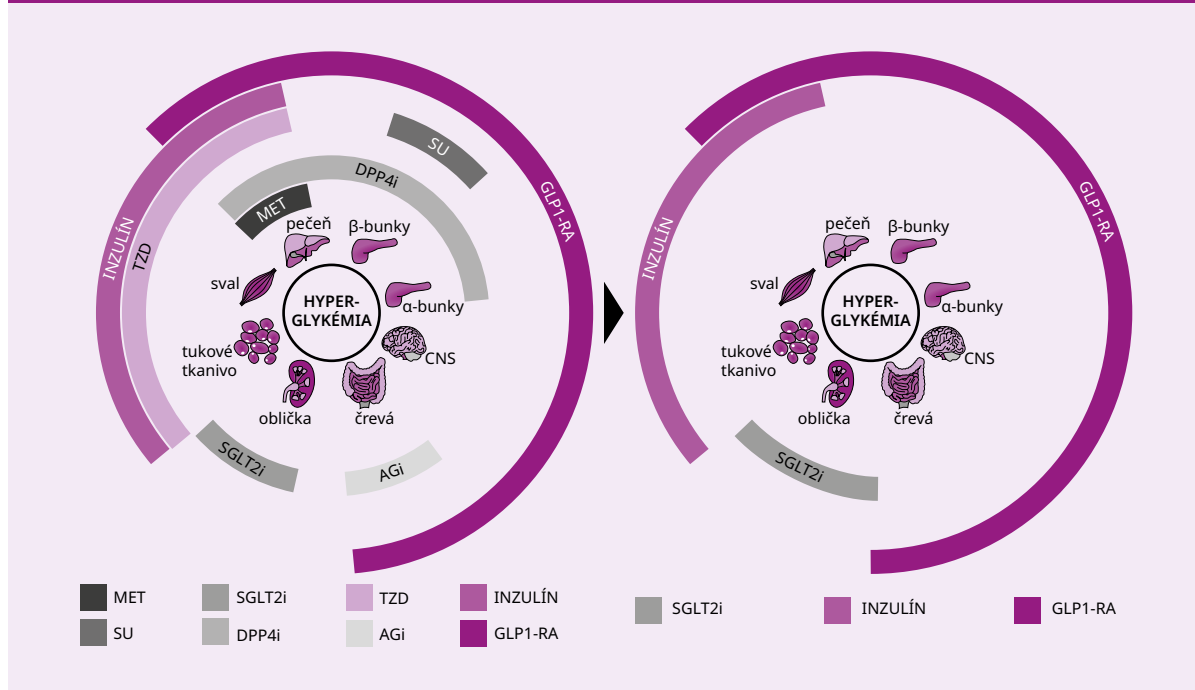 GLP1-RA
INZULÍN
TZD
SU
DPP4i
MET
pečeň
β-bunky
sval
α-bunky
HYPER-
GLYKÉMIA
tukové
tkanivo
CNS
oblička
črevá
SGLT2i
AGi
MET
SGLT2i
TZD
INZULÍN
SU
DPP4i
AGi
GLP1-RA
GLP1-RA
INZULÍN
pečeň
β-bunky
sval
α-bunky
HYPER-
GLYKÉMIA
tukové
tkanivo
CNS
oblička
črevá
SGLT2i
SGLT2i
INZULÍN
GLP1-RA